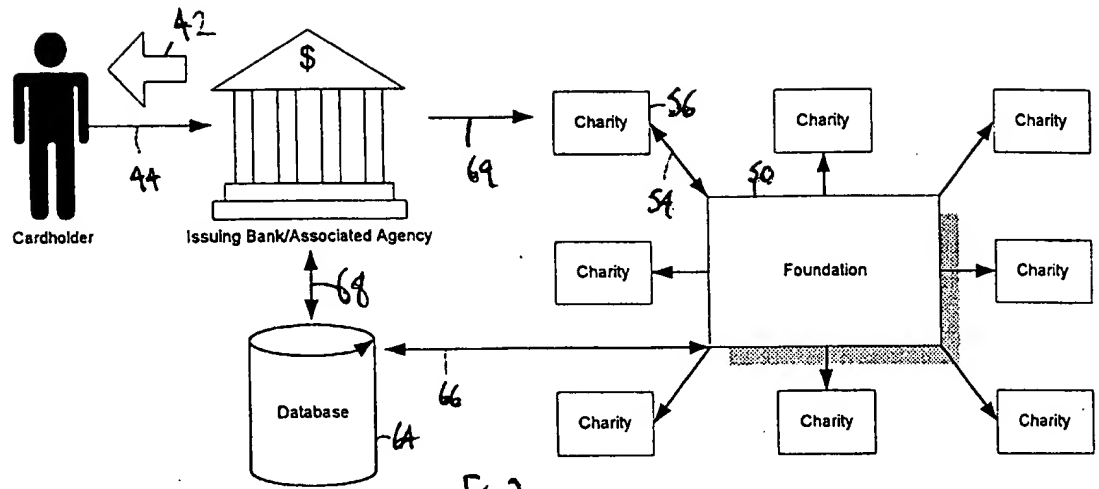 42
$
56
Charity
Charity
Charity
44
69
54
50
Cardholder
Issuing Bank/Associated Agency
Charity
Foundation
Charity
68
66
Database
64
Charity
Charity
Charity